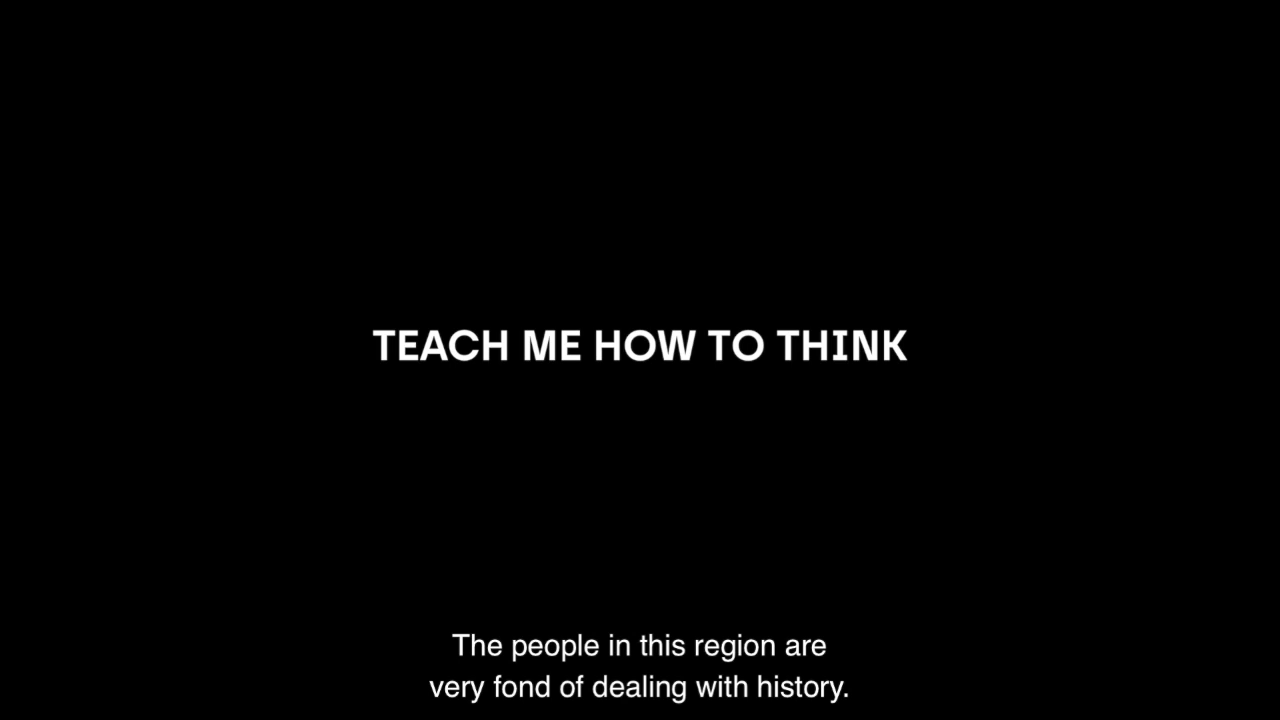 TEACH ME HOW TO THINK
The people in this region are
very fond of dealing with history.